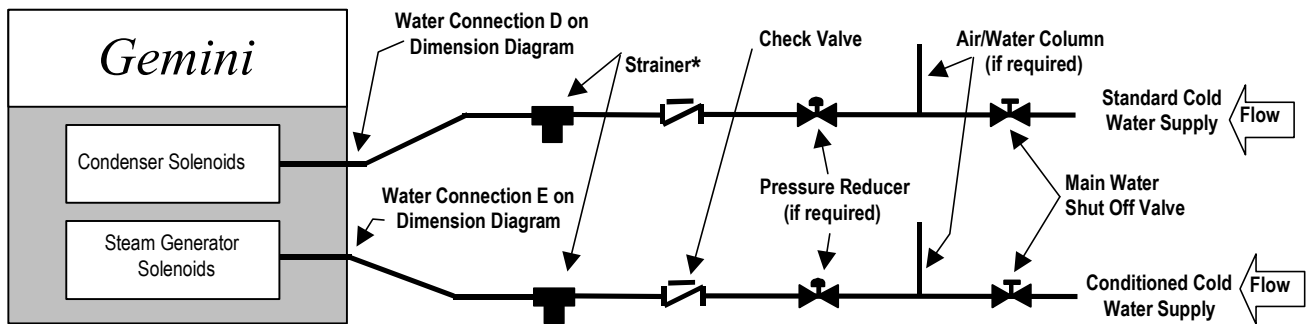 Gemini
Water Connection D on
Dimension Diagram
Strainer*
Check Valve
Air/Water Column
(if required)
Standard Cold
Water Supply
Flow
Condenser Solenoids
Water Connection E on
Dimension Diagram
Pressure Reducer
(if required)
Main Water
Shut Off Valve
Steam Generator
Solenoids
Conditioned Cold
Water Supply
Flow